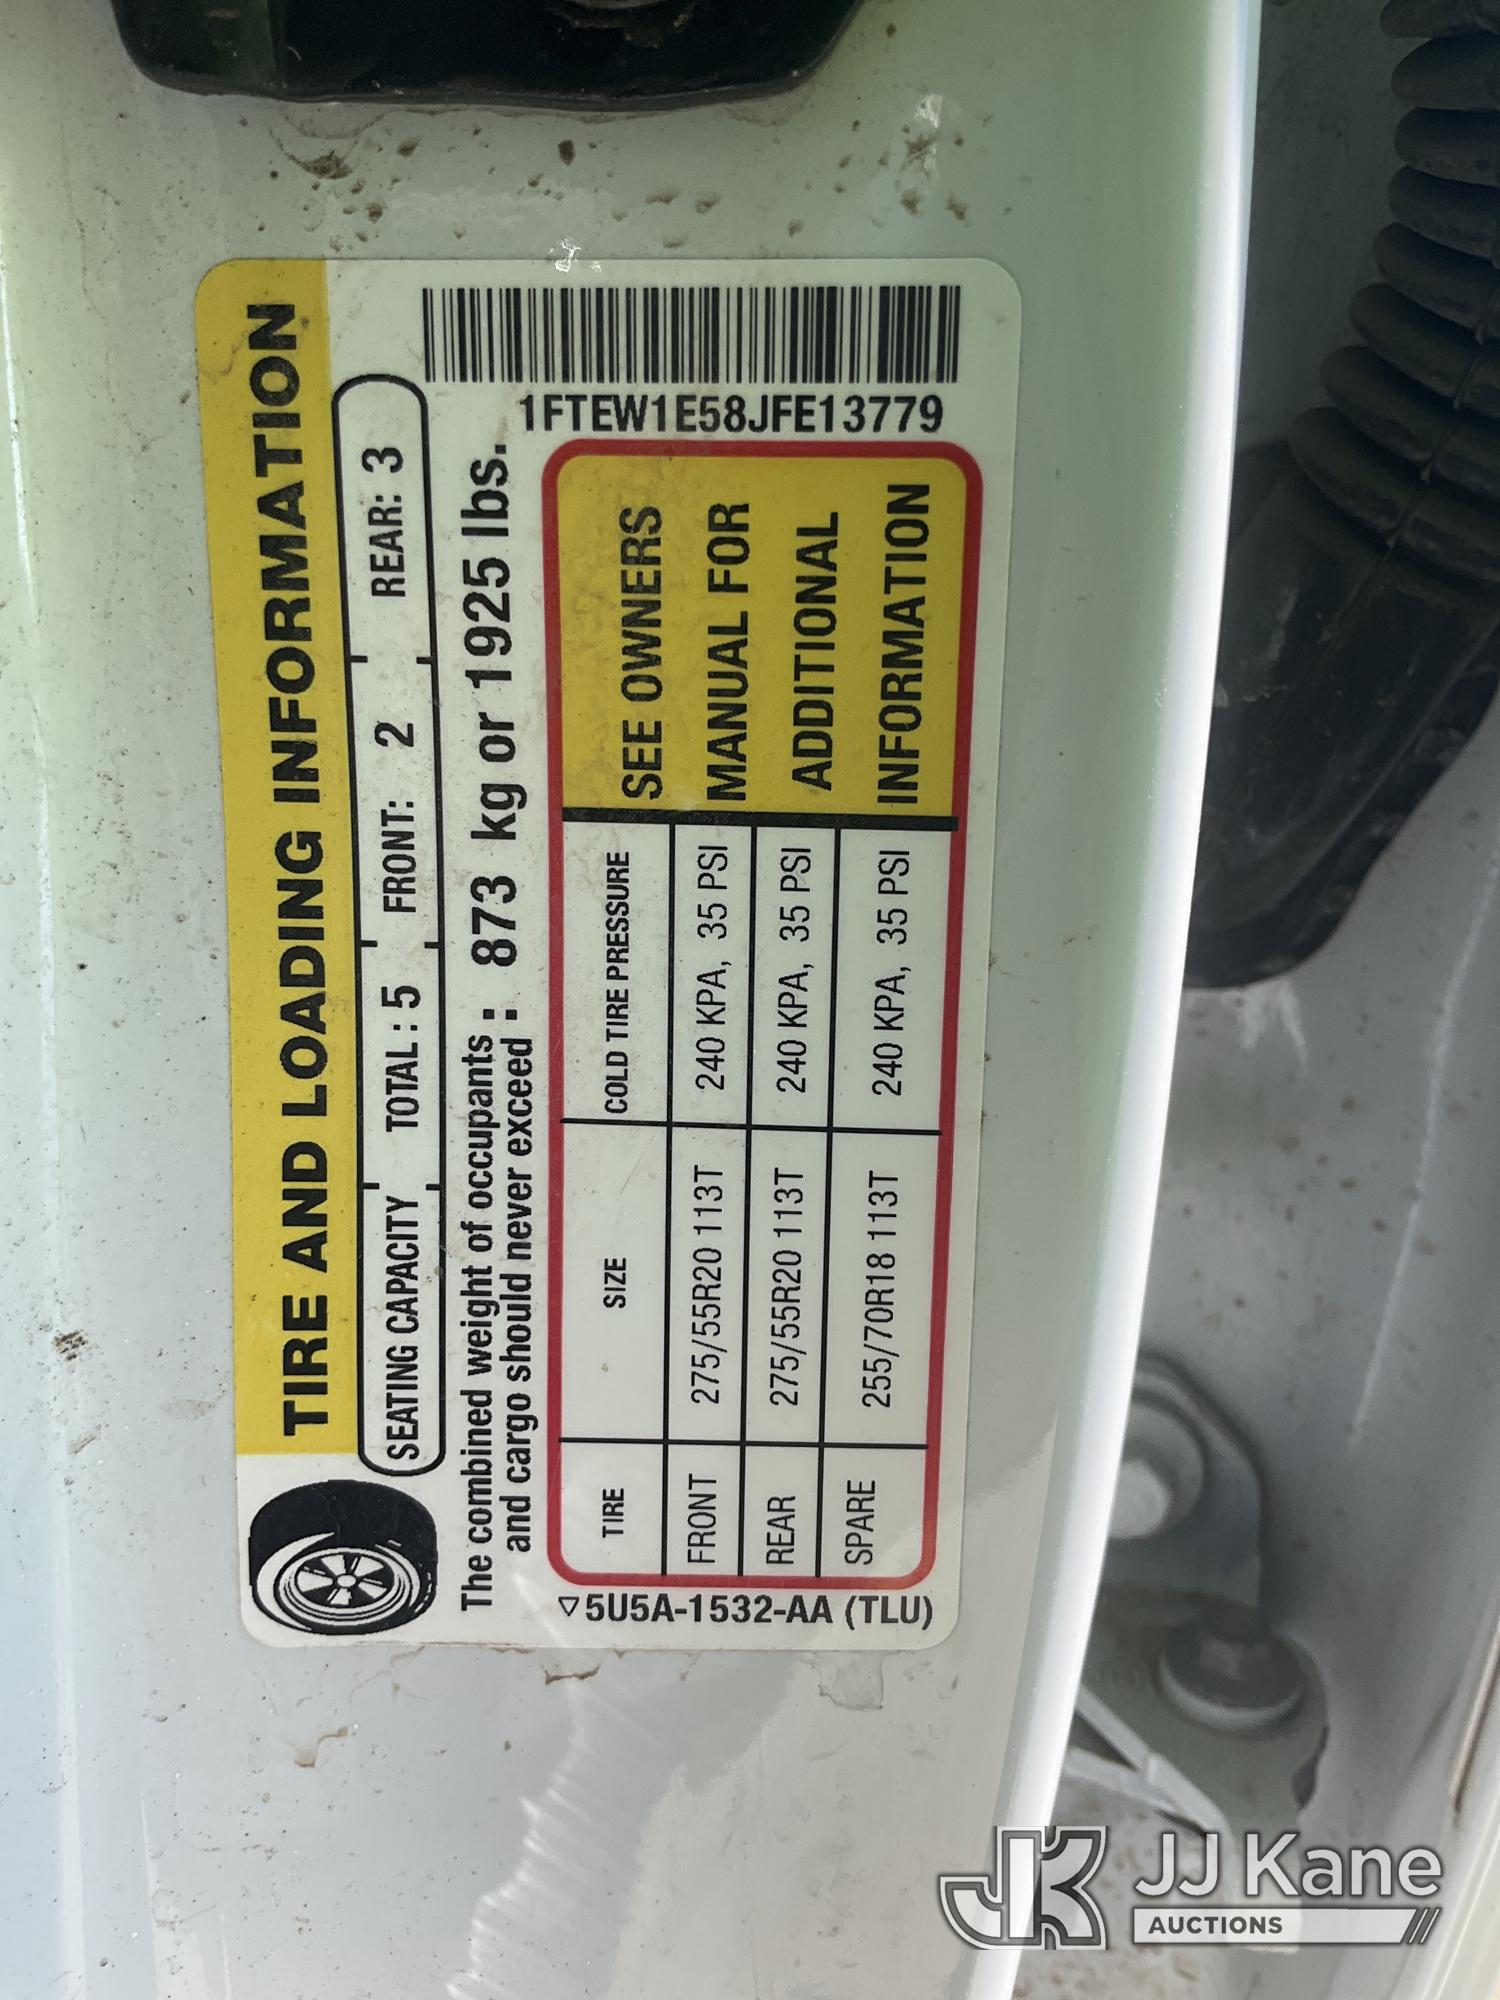 TIRE AND LOADING INFORMATION
SEATING CAPACITY TOTAL : 5 FRONT: 2 REAR: 3
The combined weight of occupants
and cargo should never exceed : 873 kg or 1925 lbs.
1FTEW1E58JFE13779
TIRE SIZE COLD TIRE PRESSURE
FRONT 275/55R20 113T 240 KPA, 35 PSI
REAR 275/55R20 113T 240 KPA, 35 PSI
SPARE 255/70R18 113T 240 KPA, 35 PSI
SEE OWNERS
MANUAL FOR
ADDITIONAL
INFORMATION
5U5A-1532-AA (TLU)
JK JJ Kane
AUCTIONS